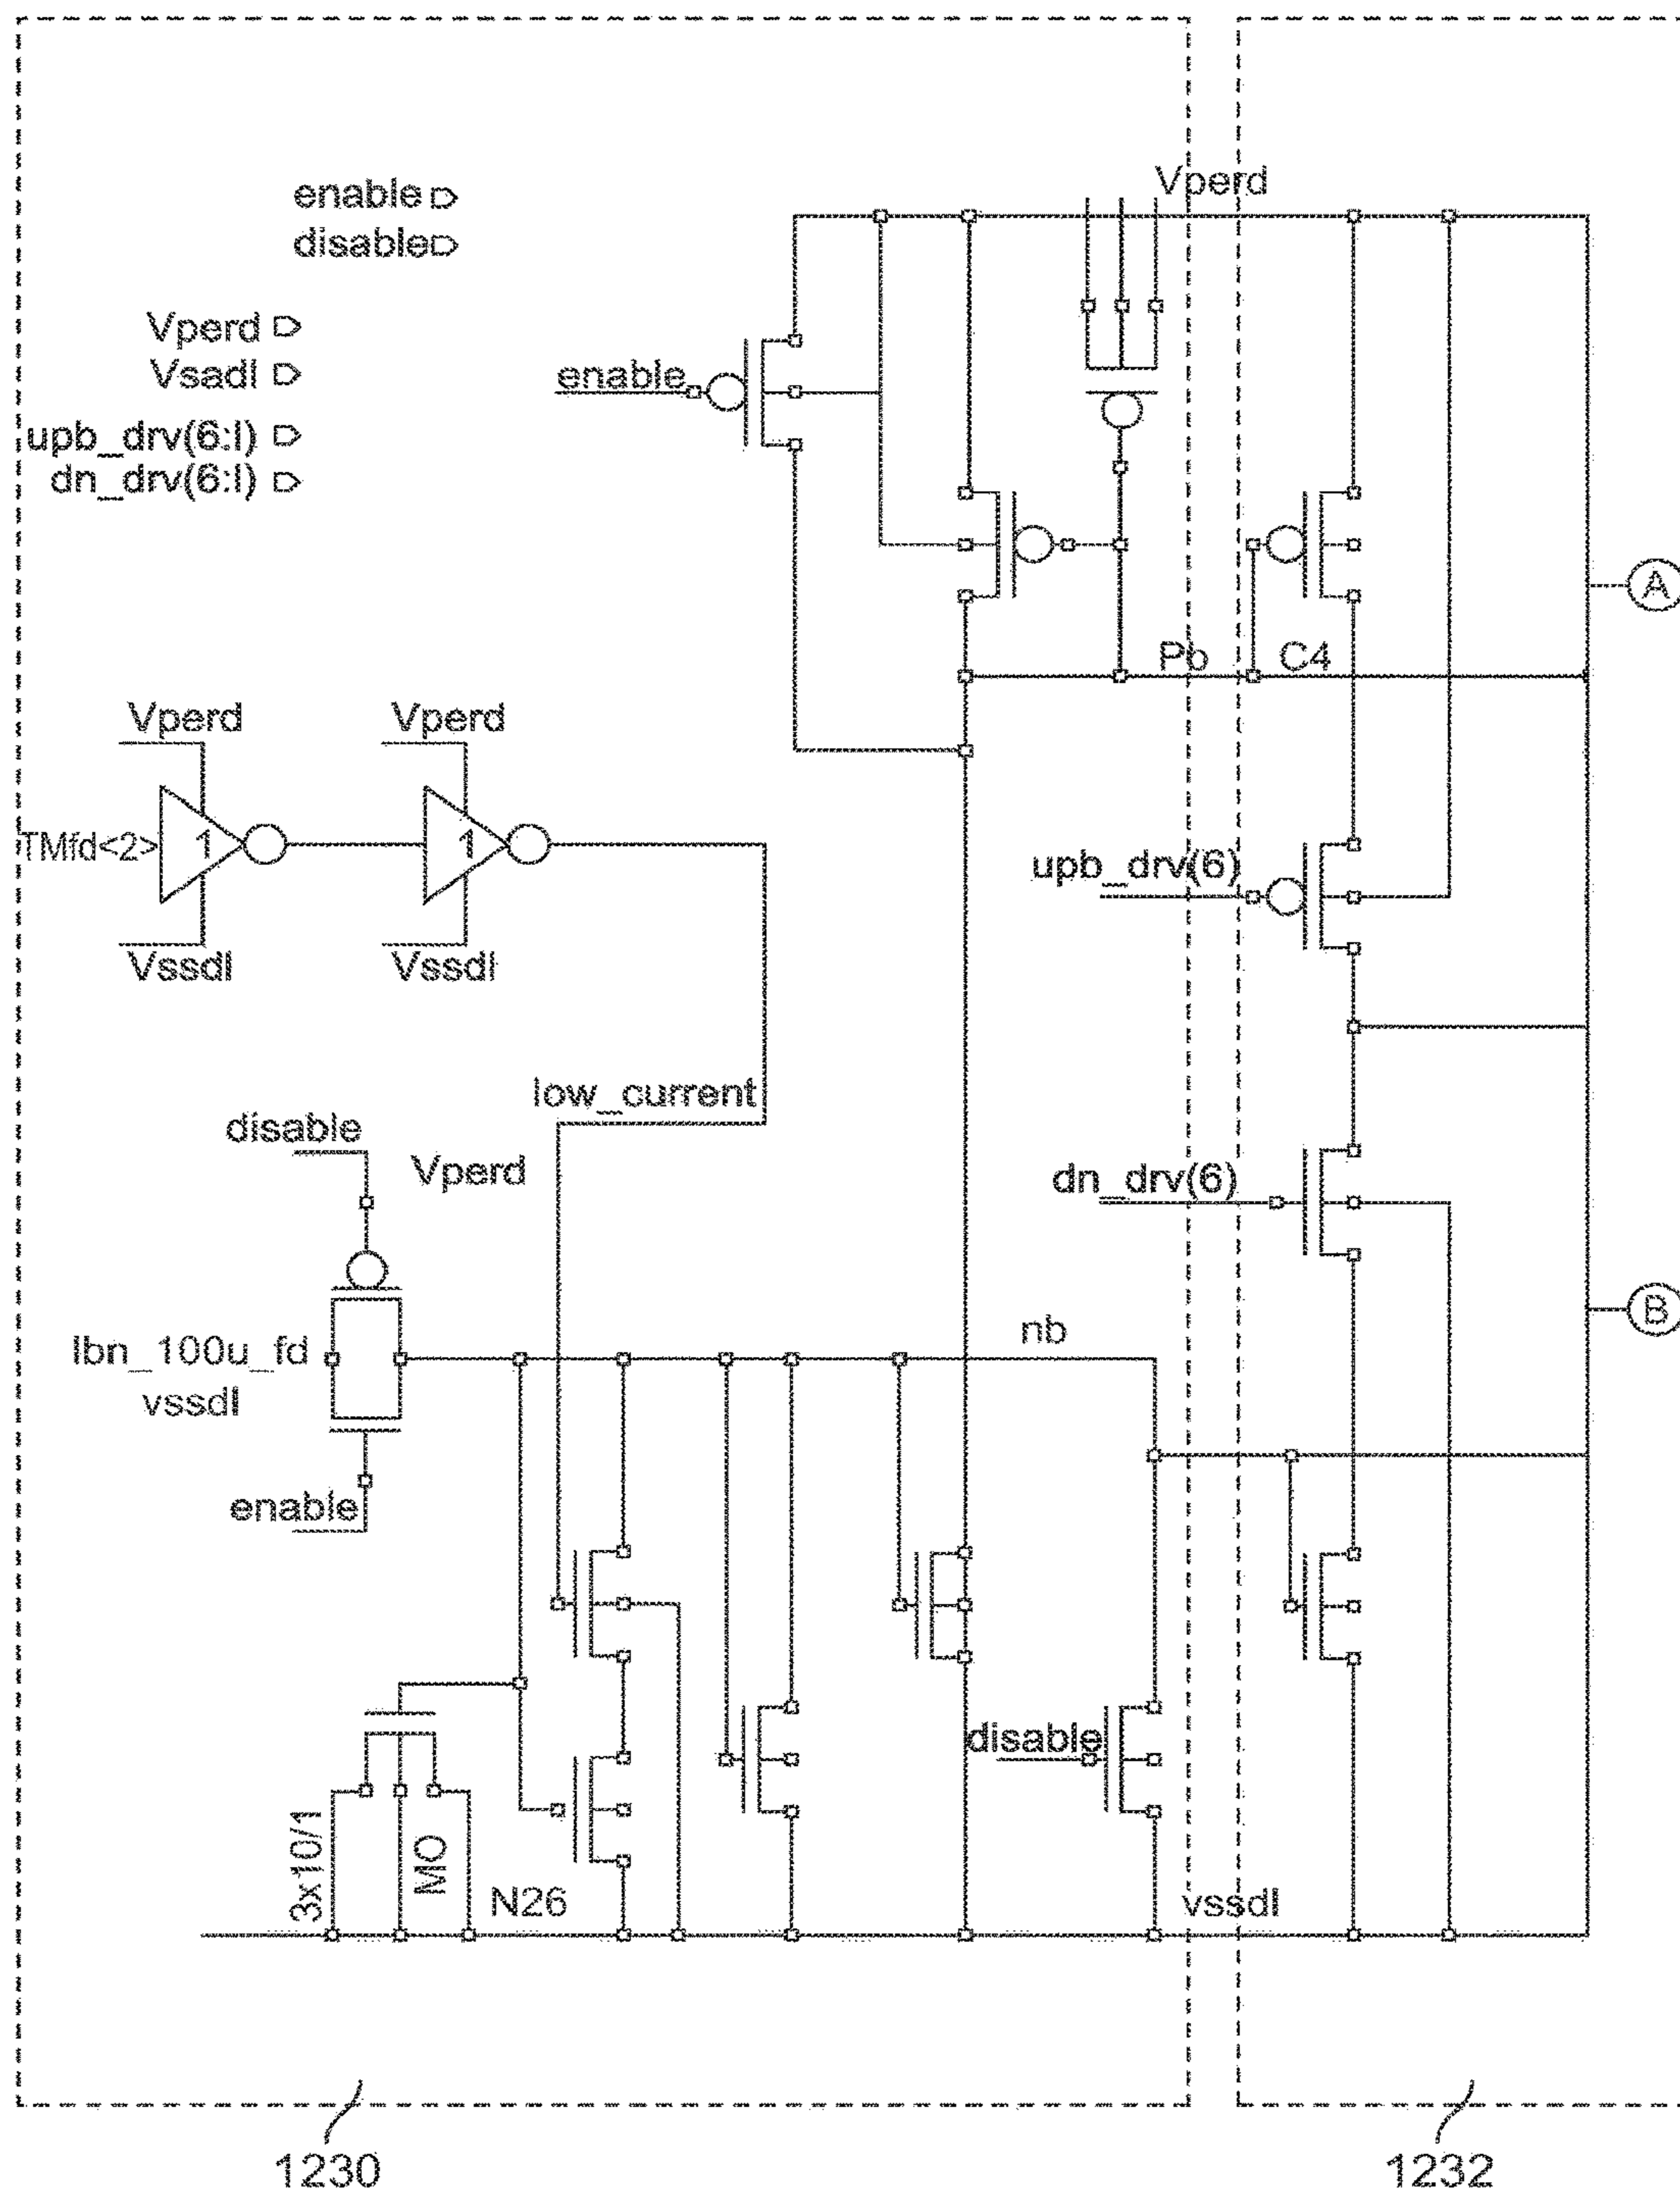 Vperd
enable
disable
Vperd
Vsadl
enable
upb_drv(6:l)
dn_drv(6:l)
A
Pb
C4
Vperd
Vperd
TMfd<2>
1
1
upb_drv(6)
Vssdl
Vssdl
low_current
disable
Vperd
dn_drv(6)
B
nb
Ibn_100u_fd
vssdl
enable
disable
3x10/1
MO
N26
vssdl
1230
1232